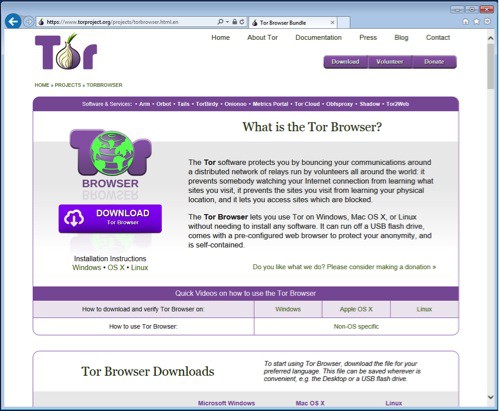 https://www.torproject.org/projects/torbrowser.html.en
Tor Browser Bundle
Tor
Home About Tor Documentation Press Blog Contact
Download Volunteer Donate
HOME » PROJECTS » TORBROWSER
Software & Services: • Arm • Orbot • Tails • TorBirdy • Onionoo • Metrics Portal • Tor Cloud • Obfsproxy • Shadow • Tor2Web
Tor
BROWSER
DOWNLOAD
Tor Browser
Installation Instructions
Windows • OS X • Linux
What is the Tor Browser?
The Tor software protects you by bouncing your communications around
a distributed network of relays run by volunteers all around the world: it
prevents somebody watching your Internet connection from learning what
sites you visit, it prevents the sites you visit from learning your physical
location, and it lets you access sites which are blocked.
The Tor Browser lets you use Tor on Windows, Mac OS X, or Linux
without needing to install any software. It can run off a USB flash drive,
comes with a pre-configured web browser to protect your anonymity, and
is self-contained.
Do you like what we do? Please consider making a donation »
Quick Videos on how to use the Tor Browser
How to download and verify Tor Browser on: Windows Apple OS X Linux
How to use Tor Browser: Non-OS specific
Tor Browser Downloads
To start using Tor Browser, download the file for your
preferred language. This file can be saved wherever is
convenient, e.g. the Desktop or a USB flash drive.
Microsoft Windows Mac OS X Linux